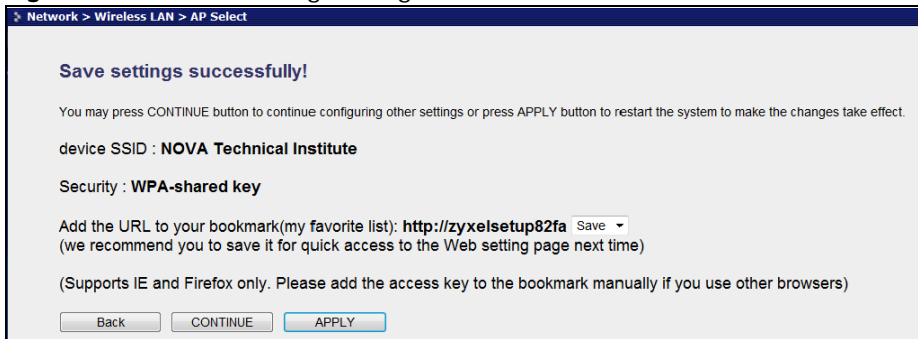 Network > Wireless LAN > AP Select
Save settings successfully!
You may press CONTINUE button to continue configuring other settings or press APPLY button to restart the system to make the changes take effect.
device SSID : NOVA Technical Institute
Security : WPA-shared key
Add the URL to your bookmark(my favorite list): http://zyxelsetup82fa Save
(we recommend you to save it for quick access to the Web setting page next time)
(Supports IE and Firefox only. Please add the access key to the bookmark manually if you use other browsers)
Back CONTINUE APPLY